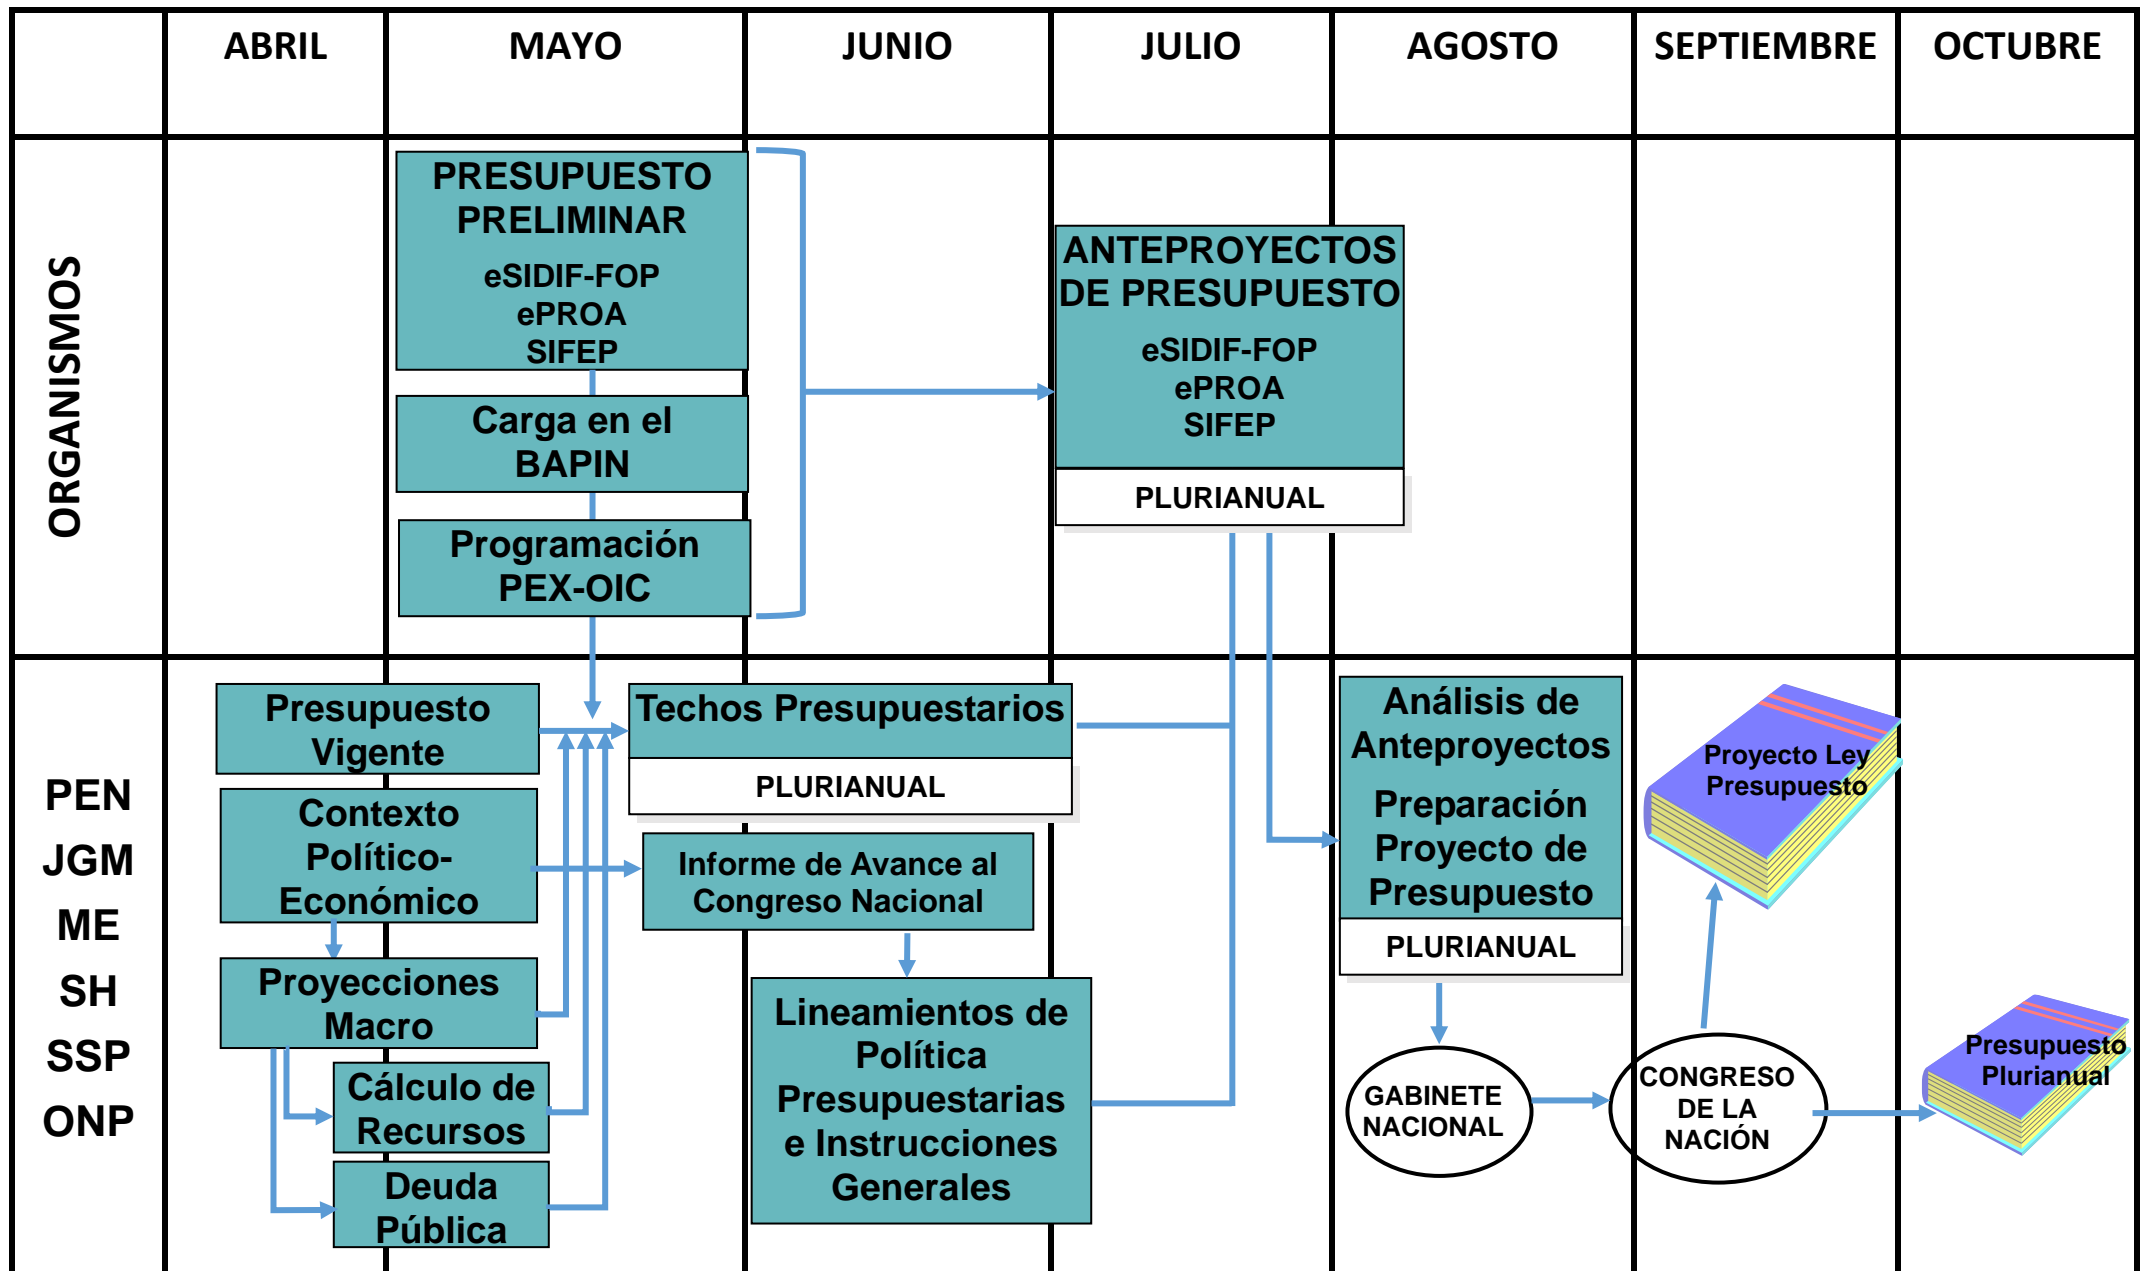 ABRIL
MAYO
JUNIO
JULIO
AGOSTO
SEPTIEMBRE
OCTUBRE
ORGANISMOS
PRESUPUESTO
PRELIMINAR
eSIDIF-FOP
ePROA
SIFEP
Carga en el
BAPIN
Programación
PEX-OIC
ANTEPROYECTOS
DE PRESUPUESTO
eSIDIF-FOP
ePROA
SIFEP
PLURIANUAL
PEN
JGM
ME
SH
SSP
ONP
Presupuesto
Vigente
Contexto
Político-
Económico
Proyecciones
Macro
Cálculo de
Recursos
Deuda
Pública
Techos Presupuestarios
PLURIANUAL
Informe de Avance al
Congreso Nacional
Lineamientos de
Política
Presupuestarias
e Instrucciones
Generales
Análisis de
Anteproyectos
Preparación
Proyecto de
Presupuesto
PLURIANUAL
GABINETE
NACIONAL
CONGRESO
DE LA
NACIÓN
Proyecto Ley
Presupuesto
Presupuesto
Plurianual